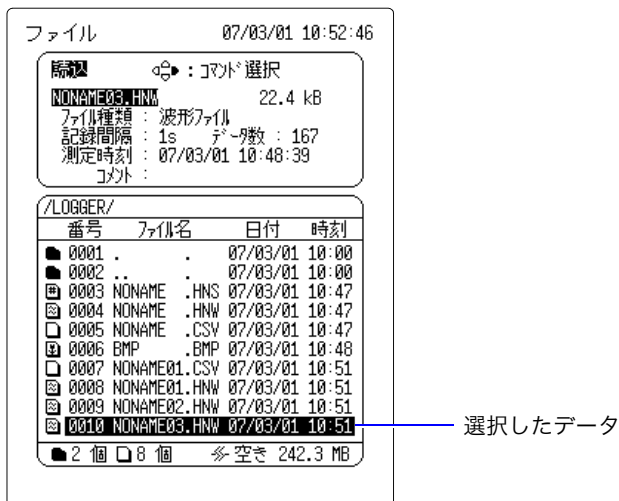 ファイル 07/03/01 10:52:46
読込 : コマンド選択
NONAME03.HNW 22.4 kB
ファイル種類 : 波形ファイル
記録間隔 : 1s データ数 : 167
測定時刻 : 07/03/01 10:48:39
コメント :
/LOGGER/
番号 ファイル名 日付 時刻
0001 . . 07/03/01 10:00
0002 .. . 07/03/01 10:00
0003 NONAME .HNS 07/03/01 10:47
0004 NONAME .HNW 07/03/01 10:47
0005 NONAME .CSV 07/03/01 10:47
0006 BMP .BMP 07/03/01 10:48
0007 NONAME01.CSV 07/03/01 10:51
0008 NONAME01.HNW 07/03/01 10:51
0009 NONAME02.HNW 07/03/01 10:51
0010 NONAME03.HNW 07/03/01 10:51 選択したデータ
2 個 8 個 空き 242.3 MB